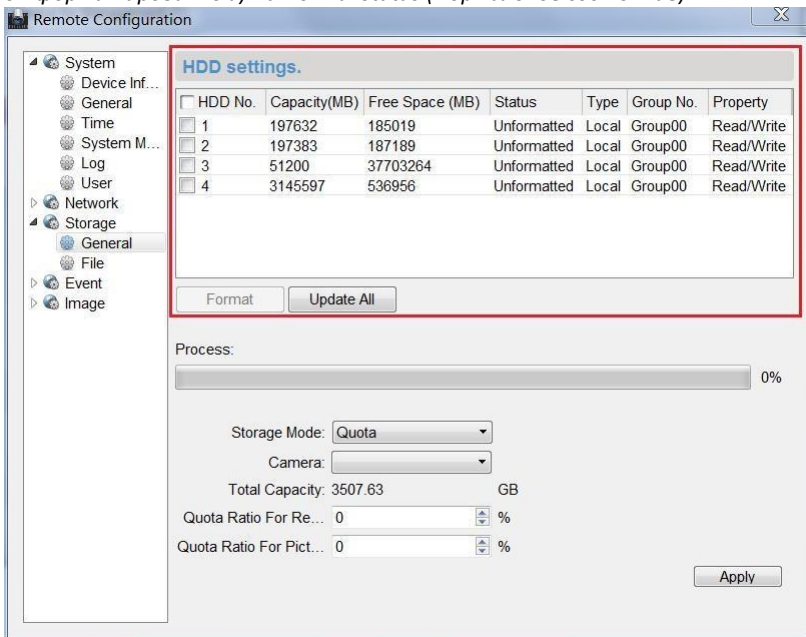 Remote Configuration
System
Device Inf...
General
Time
System M...
Log
User
Network
Storage
General
File
Event
Image
HDD settings.
HDD No. Capacity(MB) Free Space (MB) Status Type Group No. Property
1 197632 185019 Unformatted Local Group00 Read/Write
2 197383 187189 Unformatted Local Group00 Read/Write
3 51200 37703264 Unformatted Local Group00 Read/Write
4 3145597 536956 Unformatted Local Group00 Read/Write
Format Update All
Process:
0%
Storage Mode: Quota
Camera:
Total Capacity: 3507.63 GB
Quota Ratio For Re... 0 %
Quota Ratio For Pict... 0 %
Apply